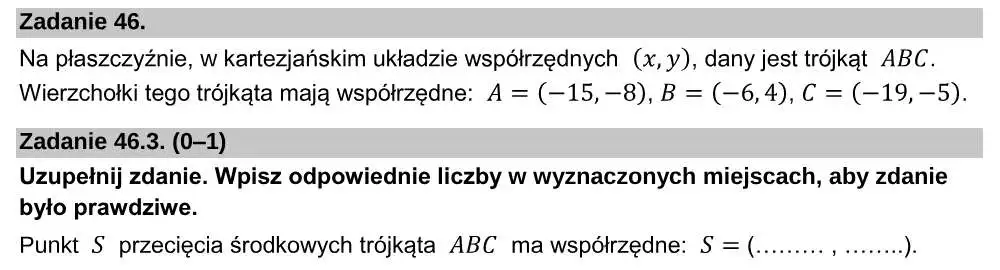 Zadanie 46.
Na płaszczyźnie, w kartezjańskim układzie współrzędnych (x, y), dany jest trójkąt ABC.
Wierzchołki tego trójkąta mają współrzędne: A = (−15, −8), B = (−6, 4), C = (−19, −5).
Zadanie 46.3. (0–1)
Uzupełnij zdanie. Wpisz odpowiednie liczby w wyznaczonych miejscach, aby zdanie
było prawdziwe.
Punkt S przecięcia środkowych trójkąta ABC ma współrzędne: S = (……… , ……..).